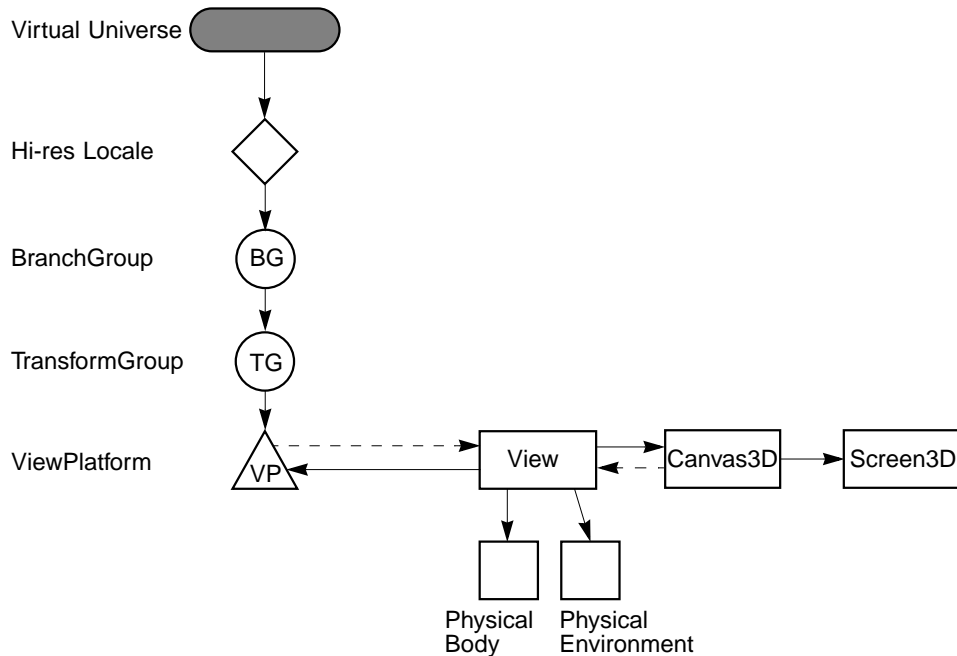 Virtual Universe
Hi-res Locale
BranchGroup
BG
TransformGroup
TG
ViewPlatform
VP
View
Canvas3D
Screen3D
Physical
Body
Physical
Environment